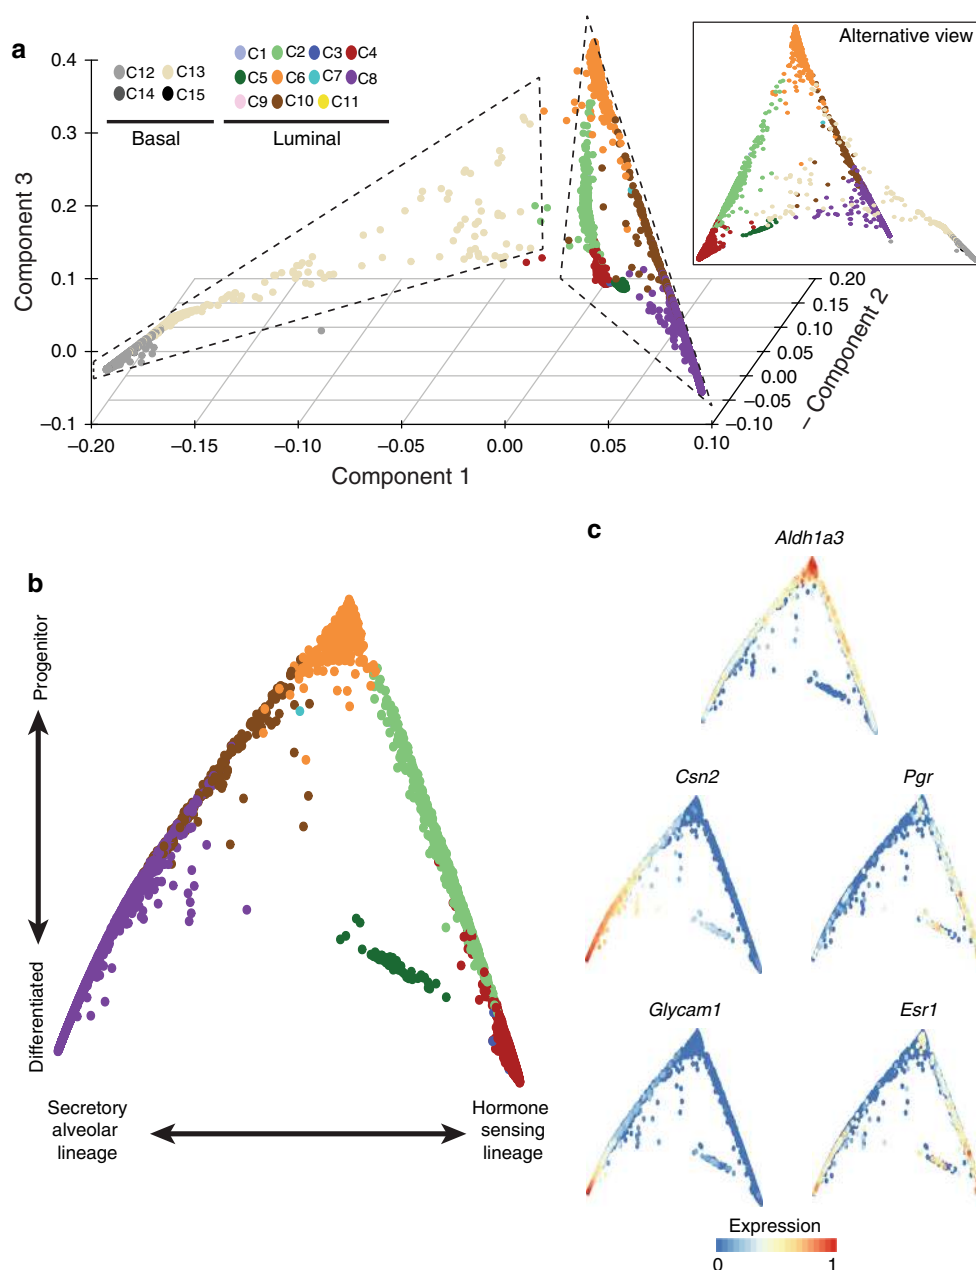 a
C12 C13
C14 C15
Basal
C1 C2 C3 C4
C5 C6 C7 C8
C9 C10 C11
Luminal
Alternative view
Component 3
0.4
0.3
0.2
0.1
0.0
−0.1
−0.20 −0.15 −0.10 −0.05 0.00 0.05 0.10
Component 1
0.20
0.15
0.10
0.05
0.00
−0.05
−0.10
− Component 2
b
Progenitor
Differentiated
Secretory
alveolar
lineage
Hormone
sensing
lineage
c
Aldh1a3
Csn2
Pgr
Glycam1
Esr1
Expression
0 1